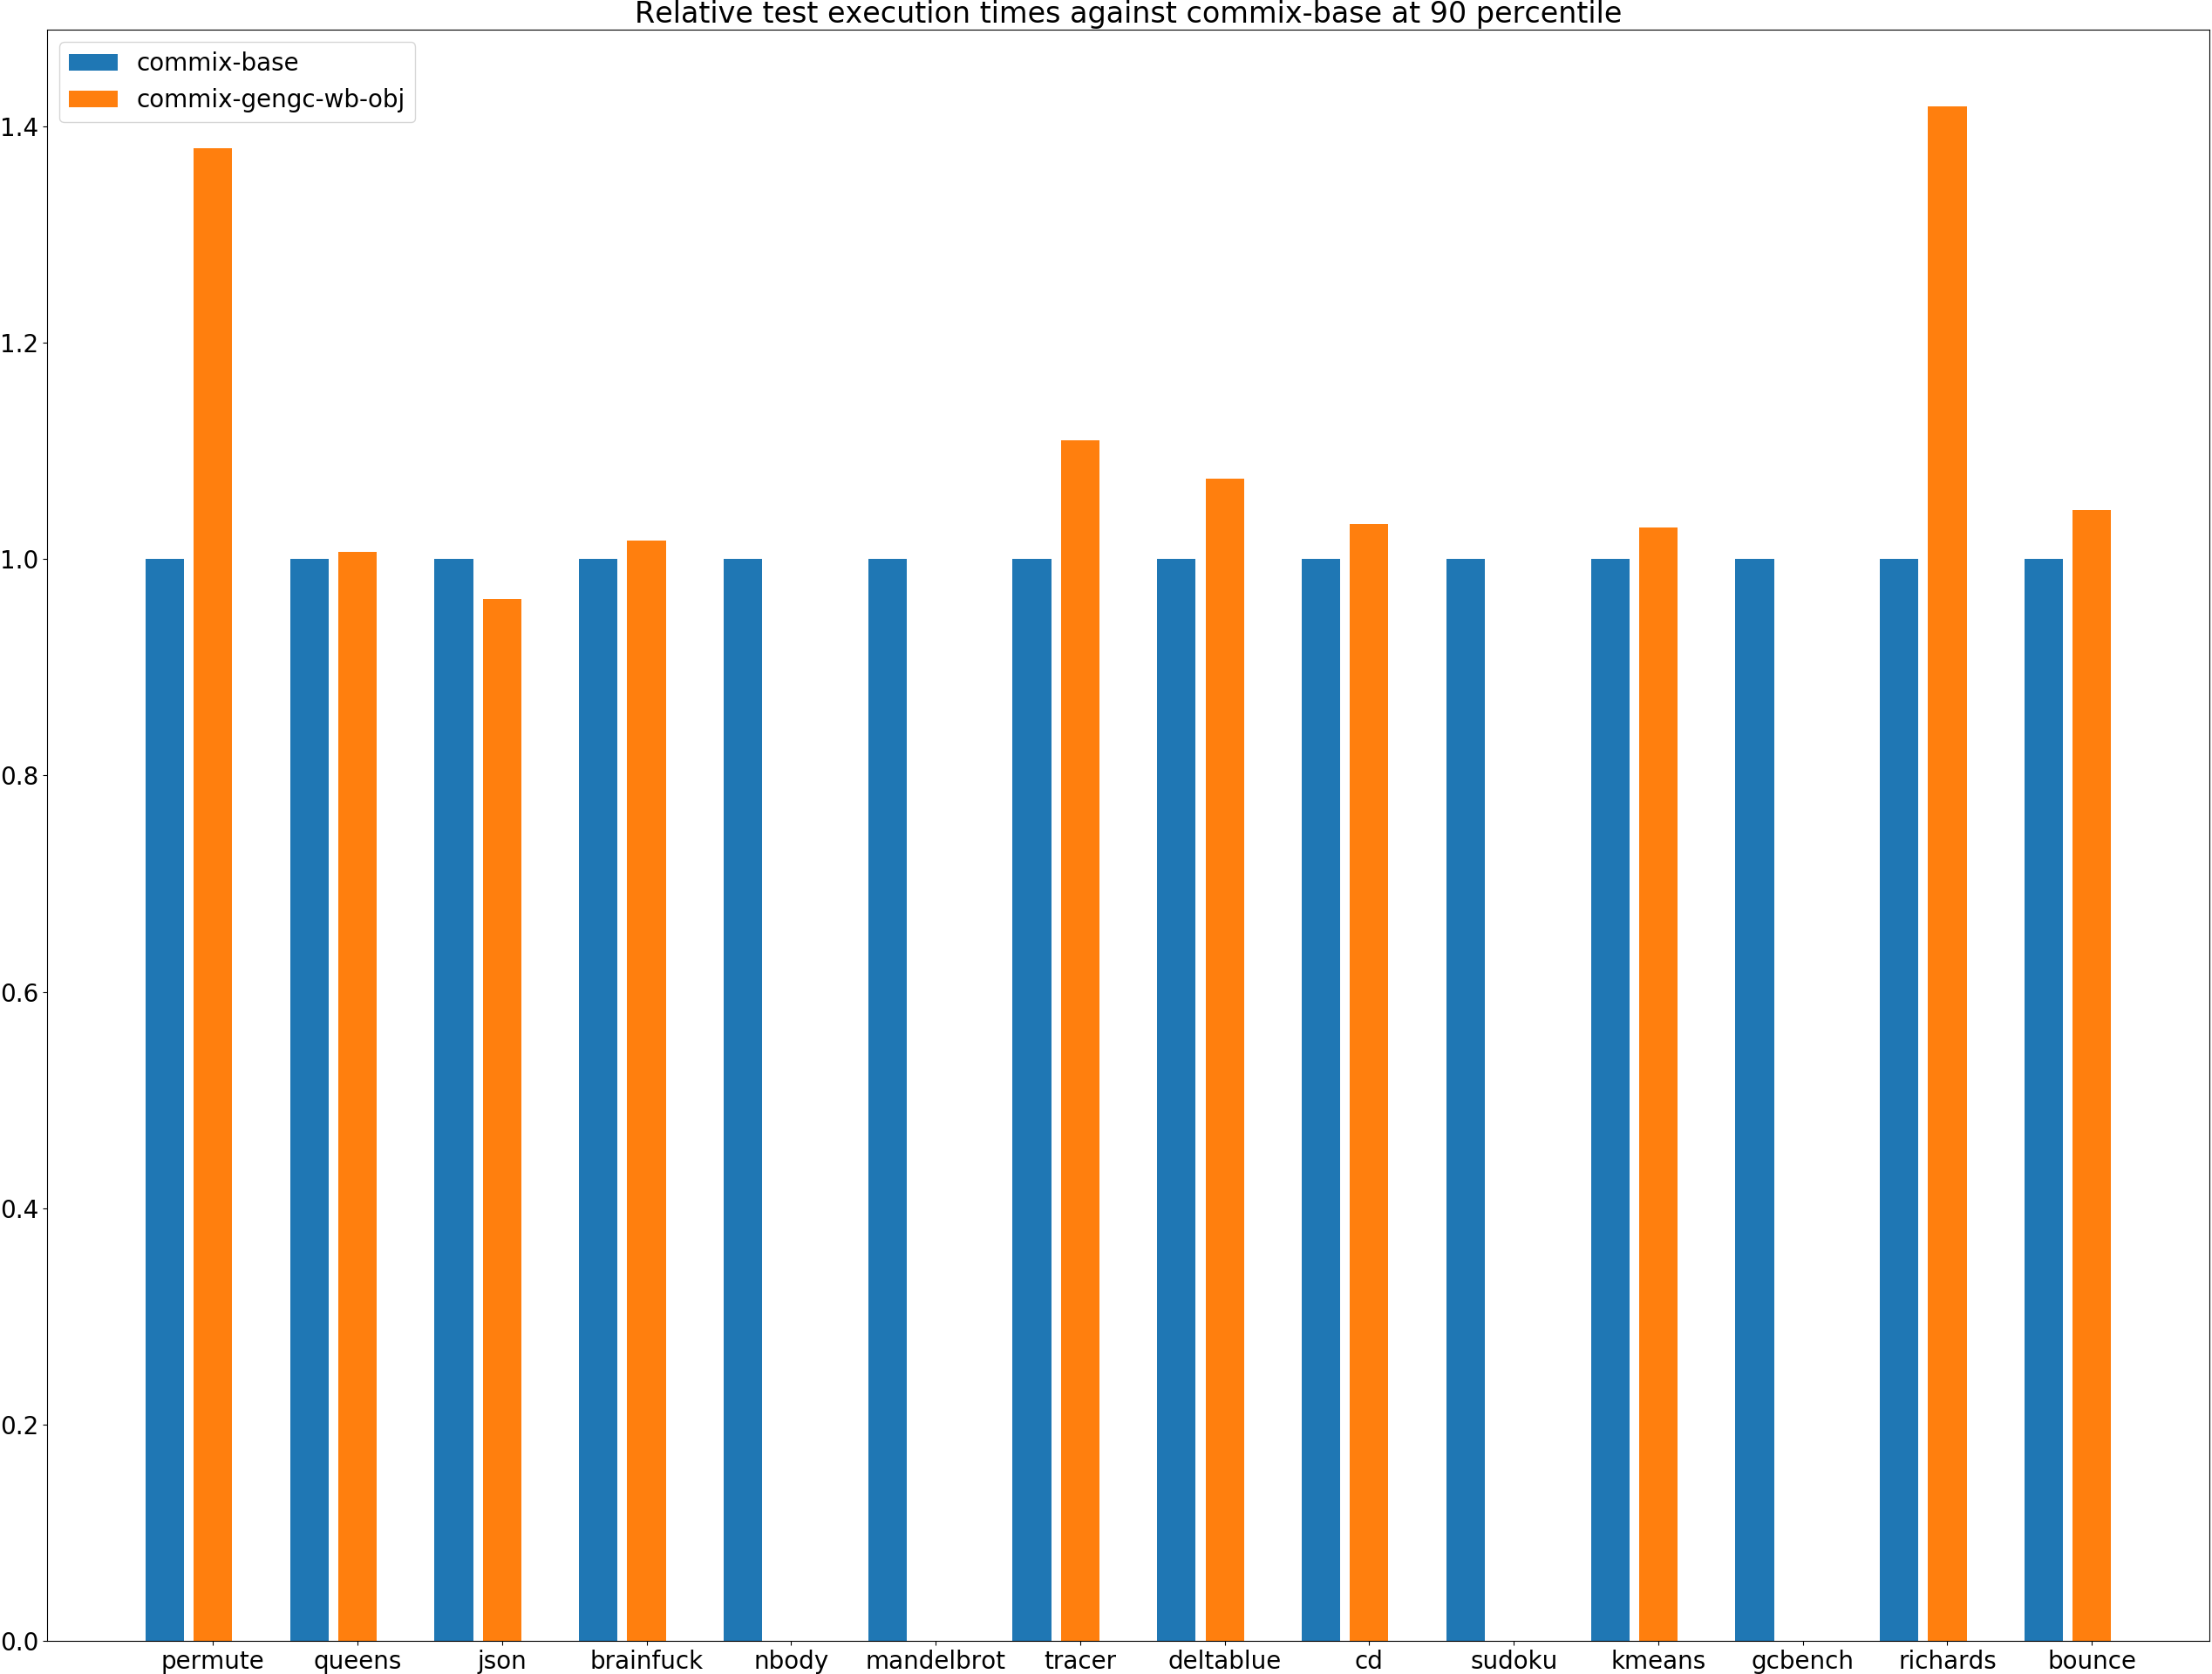 Relative test execution times against commix-base at 90 percentile
commix-base
commix-gengc-wb-obj
1.4
1.2
1.0
0.8
0.6
0.4
0.2
0.0
permute queens json brainfuck nbody mandelbrot tracer deltablue cd sudoku kmeans gcbench richards bounce